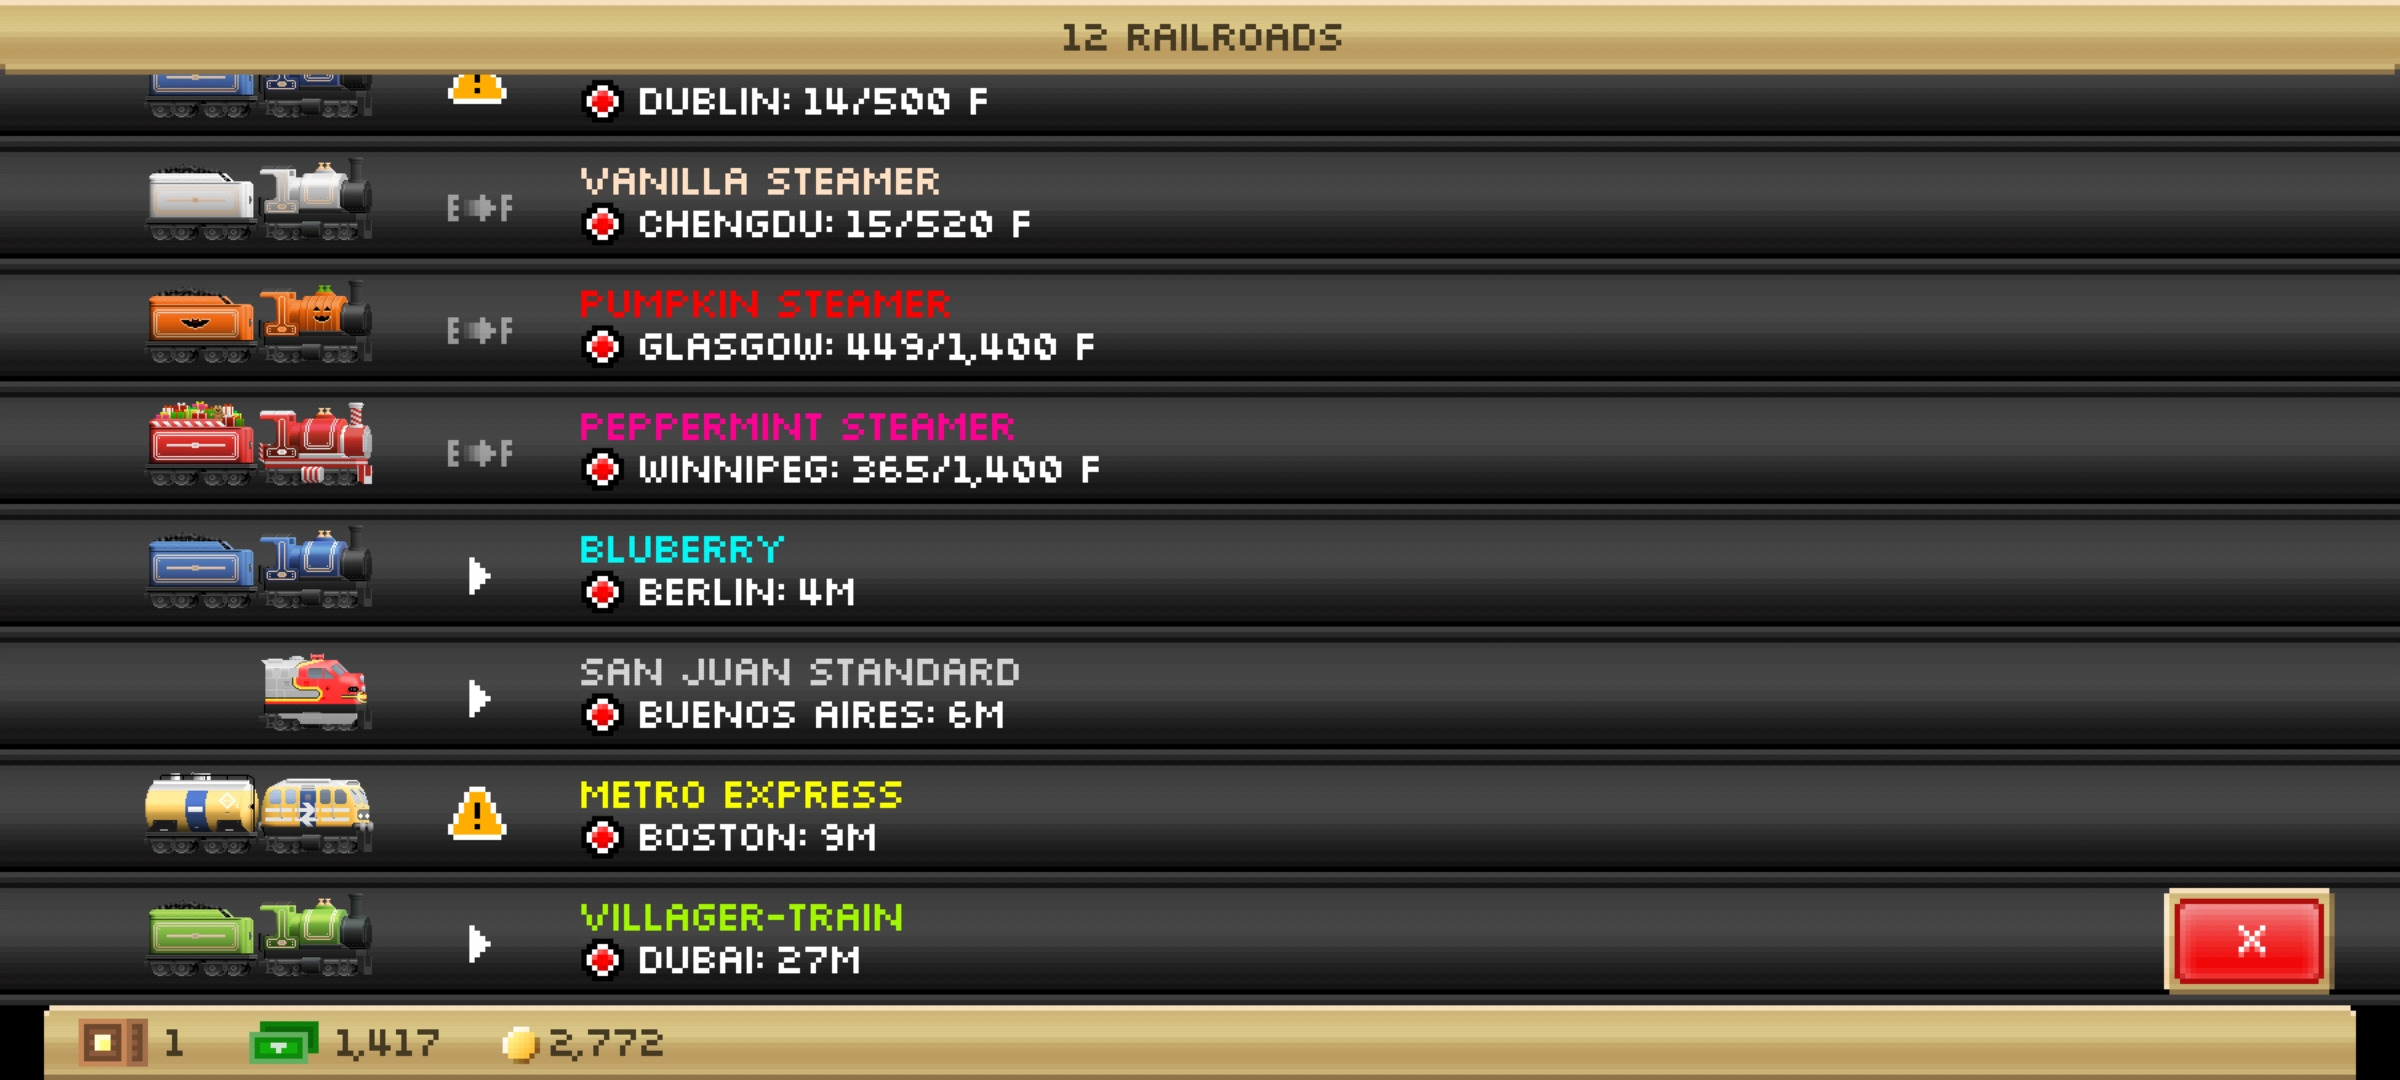 12 RAILROADS
! DUBLIN: 14/500 F
VANILLA STEAMER
E F CHENGDU: 15/520 F
PUMPKIN STEAMER
E F GLASGOW: 449/1,400 F
PEPPERMINT STEAMER
E F WINNIPEG: 365/1,400 F
BLUBERRY
BERLIN: 4M
SAN JUAN STANDARD
BUENOS AIRES: 6M
METRO EXPRESS
! BOSTON: 9M
VILLAGER-TRAIN
DUBAI: 27M
X
1 1,417 2,772